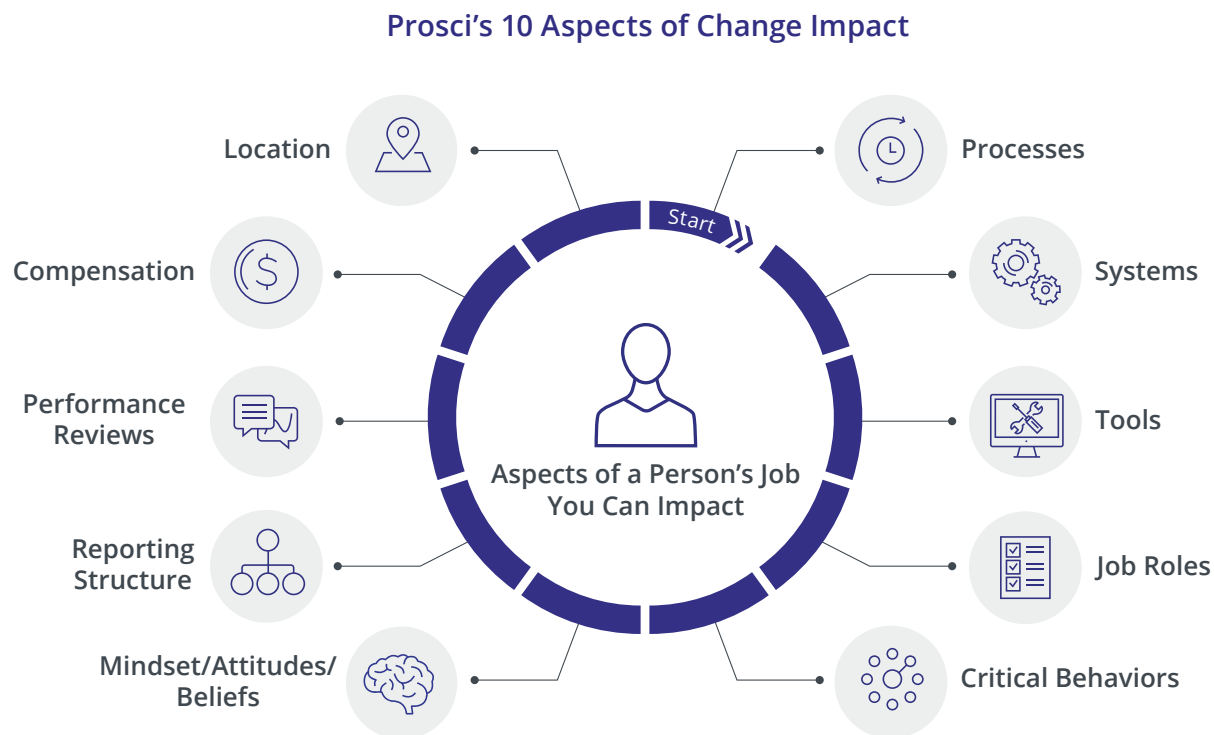 Prosci’s 10 Aspects of Change Impact
Start
Processes
Systems
Tools
Job Roles
Critical Behaviors
Mindset/Attitudes/
Beliefs
Reporting
Structure
Performance
Reviews
Compensation
Location
Aspects of a Person’s Job
You Can Impact